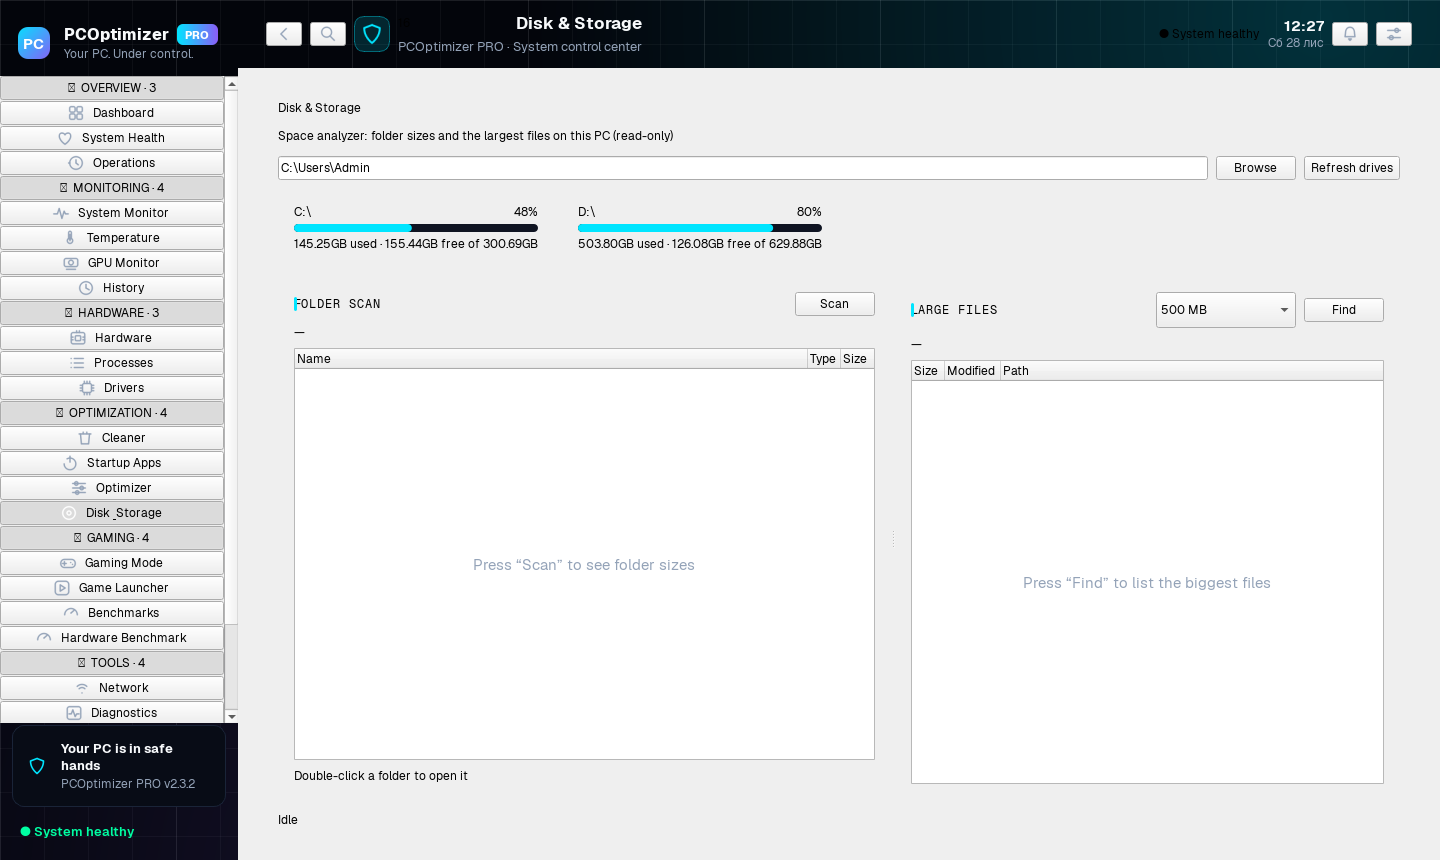 PC
PCOptimizer PRO
Your PC. Under control.
Disk & Storage
PCOptimizer PRO · System control center
System healthy
12:27
Сб 28 лис
OVERVIEW · 3
Dashboard
System Health
Operations
MONITORING · 4
System Monitor
Temperature
GPU Monitor
History
HARDWARE · 3
Hardware
Processes
Drivers
OPTIMIZATION · 4
Cleaner
Startup Apps
Optimizer
Disk _Storage
GAMING · 4
Gaming Mode
Game Launcher
Benchmarks
Hardware Benchmark
TOOLS · 4
Network
Diagnostics
Your PC is in safe
hands
PCOptimizer PRO v2.3.2
System healthy
Disk & Storage
Space analyzer: folder sizes and the largest files on this PC (read-only)
C:\Users\Admin
Browse
Refresh drives
C:\ 48%
145.25GB used · 155.44GB free of 300.69GB
D:\ 80%
503.80GB used · 126.08GB free of 629.88GB
FOLDER SCAN
Scan
—
Name Type Size
Press “Scan” to see folder sizes
Double-click a folder to open it
LARGE FILES
500 MB
Find
—
Size Modified Path
Press “Find” to list the biggest files
Idle